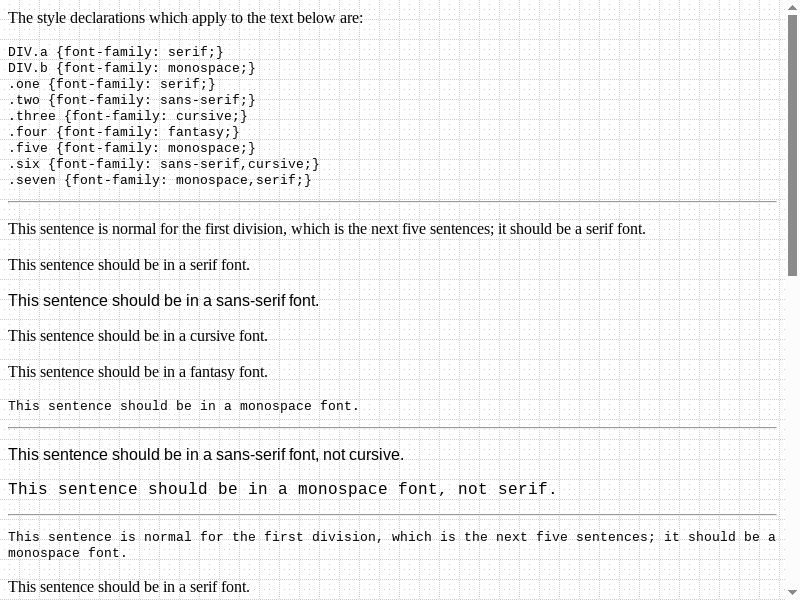 The style declarations which apply to the text below are:
DIV.a {font-family: serif;}
DIV.b {font-family: monospace;}
.one {font-family: serif;}
.two {font-family: sans-serif;}
.three {font-family: cursive;}
.four {font-family: fantasy;}
.five {font-family: monospace;}
.six {font-family: sans-serif,cursive;}
.seven {font-family: monospace,serif;}
This sentence is normal for the first division, which is the next five sentences; it should be a serif font.
This sentence should be in a serif font.
This sentence should be in a sans-serif font.
This sentence should be in a cursive font.
This sentence should be in a fantasy font.
This sentence should be in a monospace font.
This sentence should be in a sans-serif font, not cursive.
This sentence should be in a monospace font, not serif.
This sentence is normal for the first division, which is the next five sentences; it should be a
monospace font.
This sentence should be in a serif font.